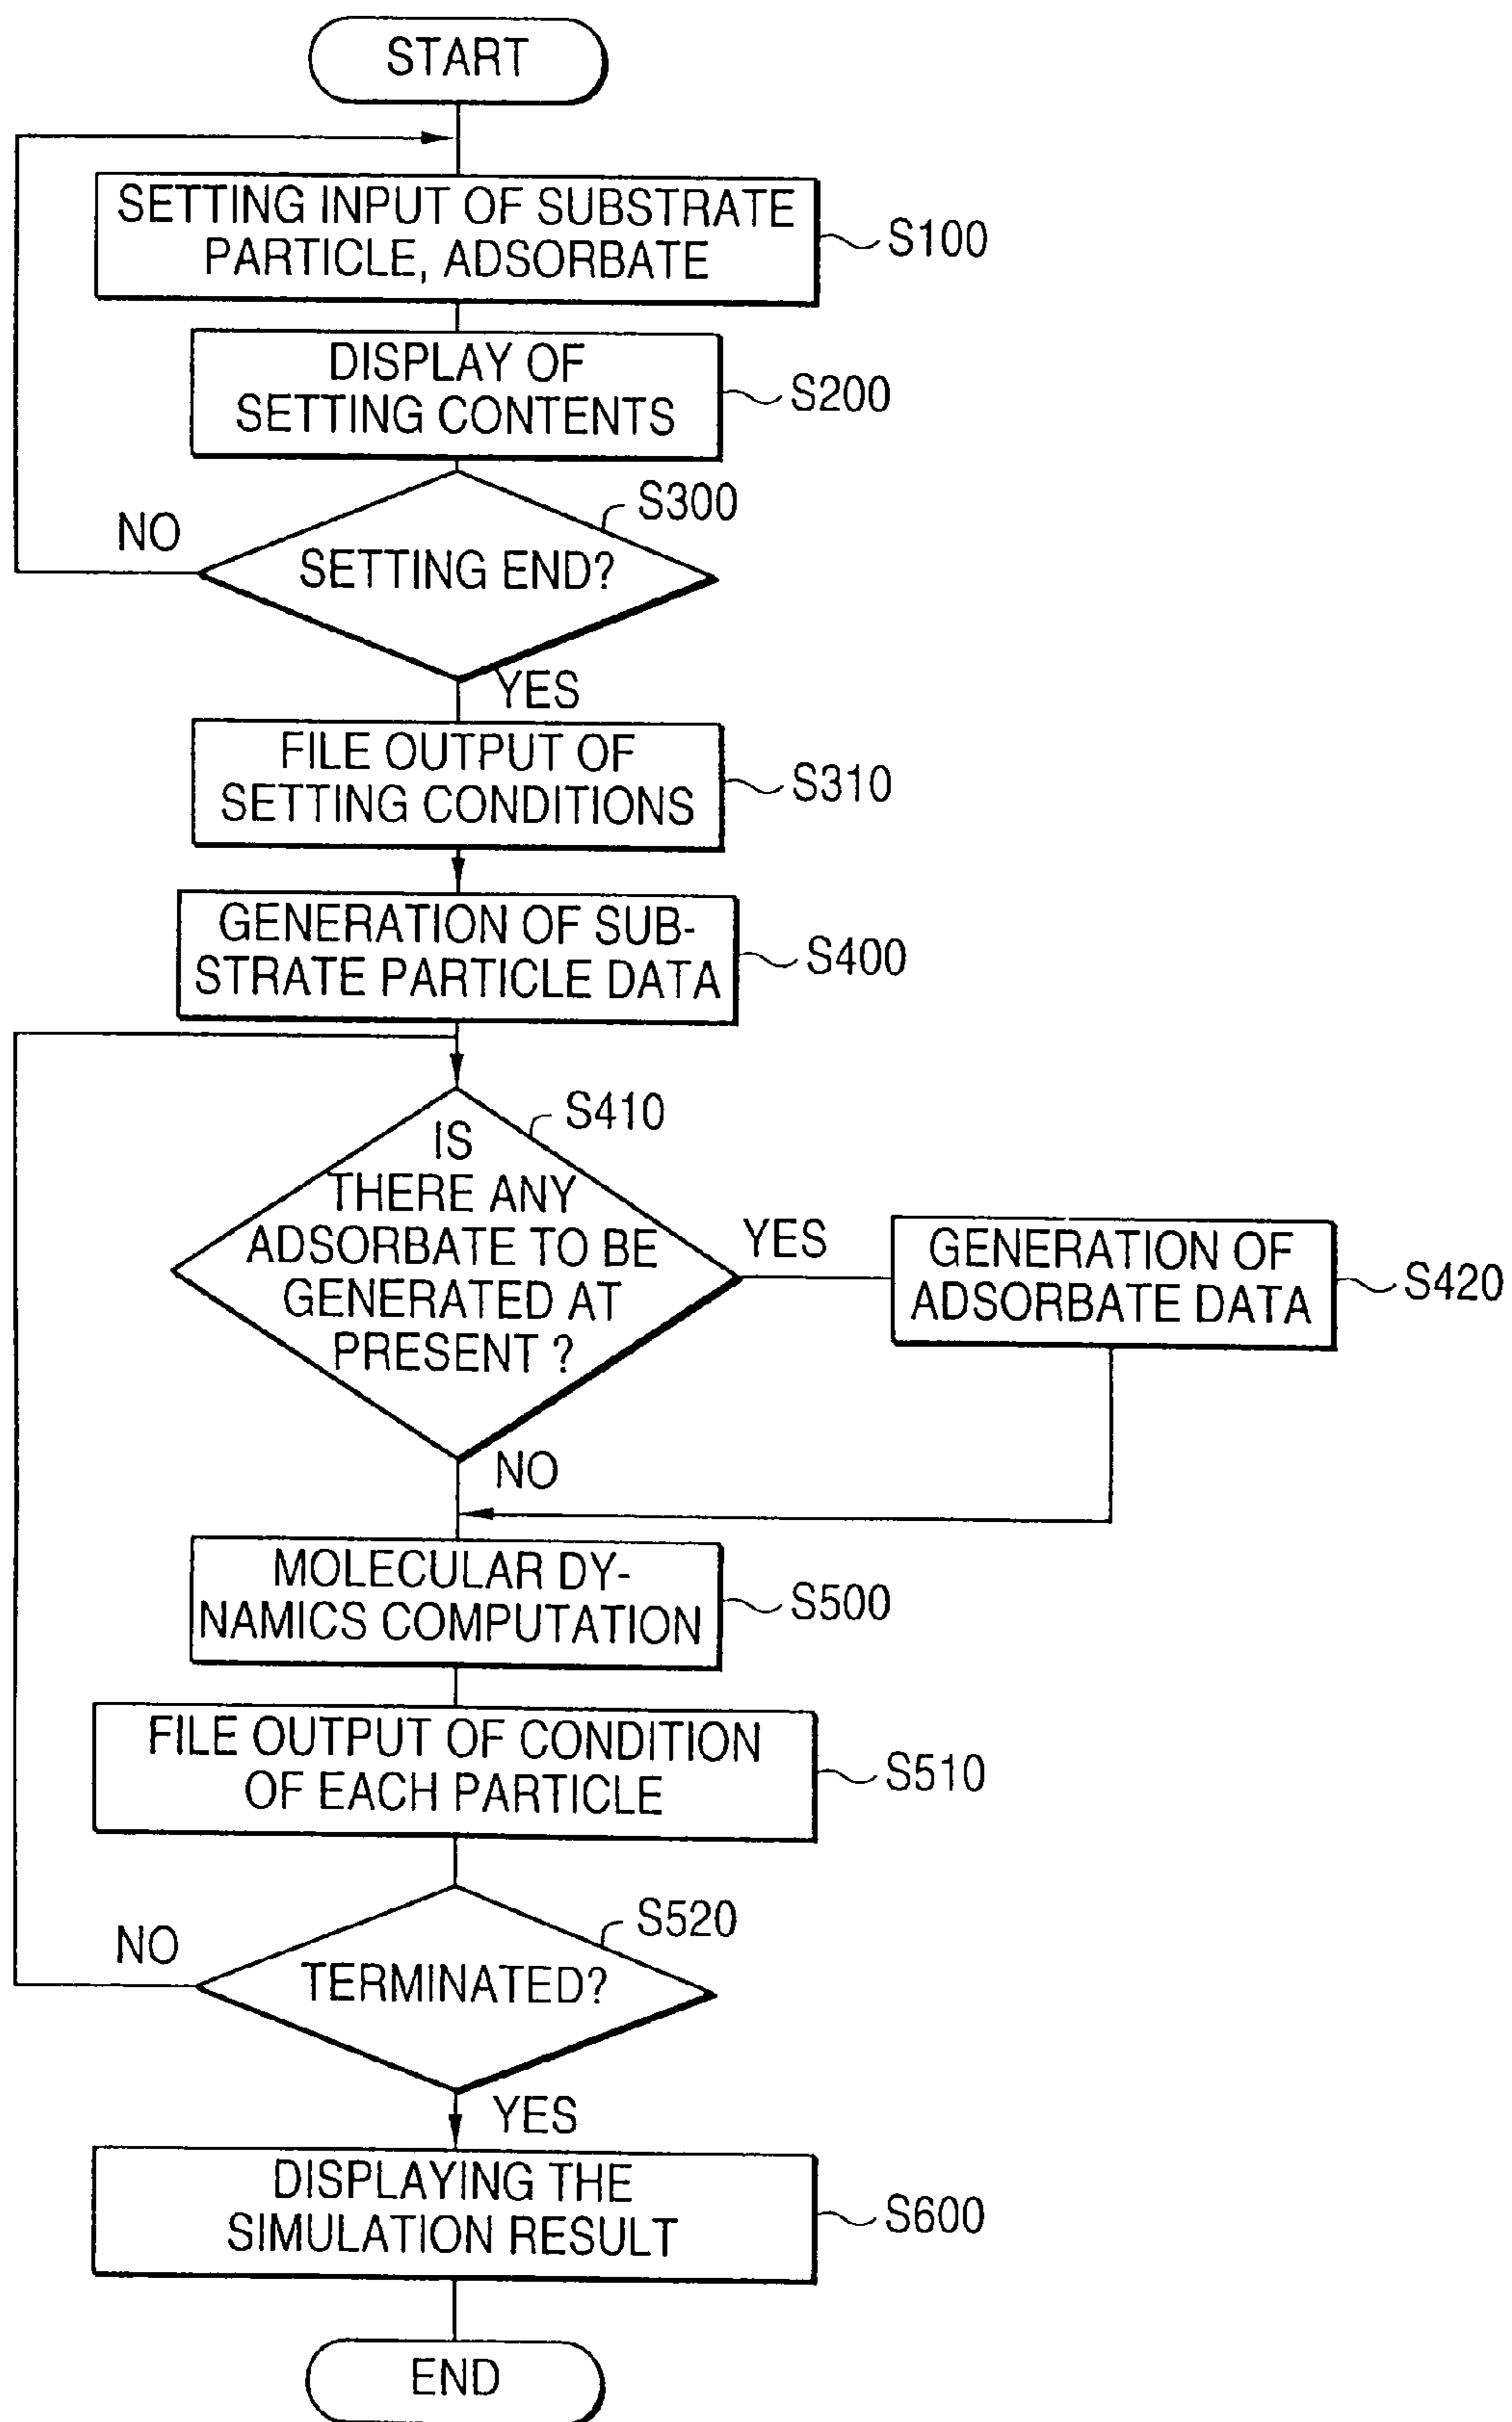 START
SETTING INPUT OF SUBSTRATE
PARTICLE, ADSORBATE
S100
DISPLAY OF
SETTING CONTENTS
S200
S300
NO
SETTING END?
YES
FILE OUTPUT OF
SETTING CONDITIONS
S310
GENERATION OF SUB-
STRATE PARTICLE DATA
S400
S410
IS
THERE ANY
ADSORBATE TO BE
GENERATED AT
PRESENT ?
YES
GENERATION OF
ADSORBATE DATA
S420
NO
MOLECULAR DY-
NAMICS COMPUTATION
S500
FILE OUTPUT OF CONDITION
OF EACH PARTICLE
S510
S520
NO
TERMINATED?
YES
DISPLAYING THE
SIMULATION RESULT
S600
END